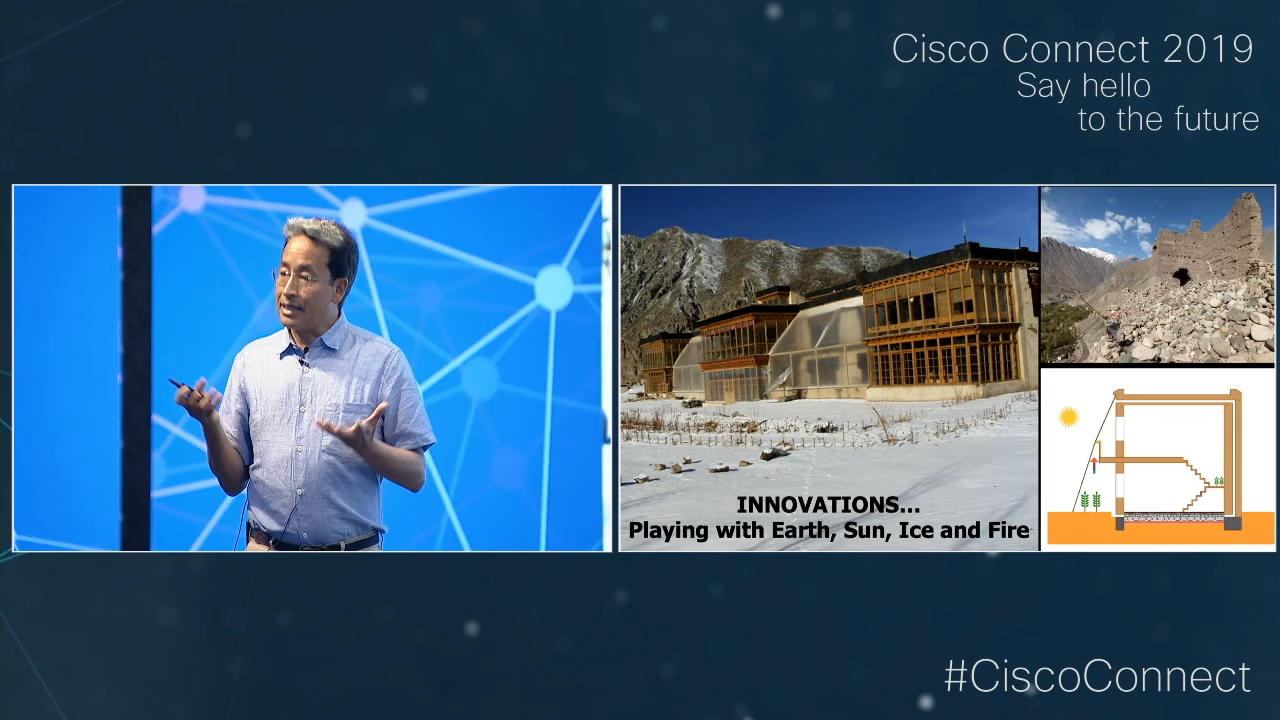 Cisco Connect 2019
Say hello
to the future
INNOVATIONS...
Playing with Earth, Sun, Ice and Fire
#CiscoConnect